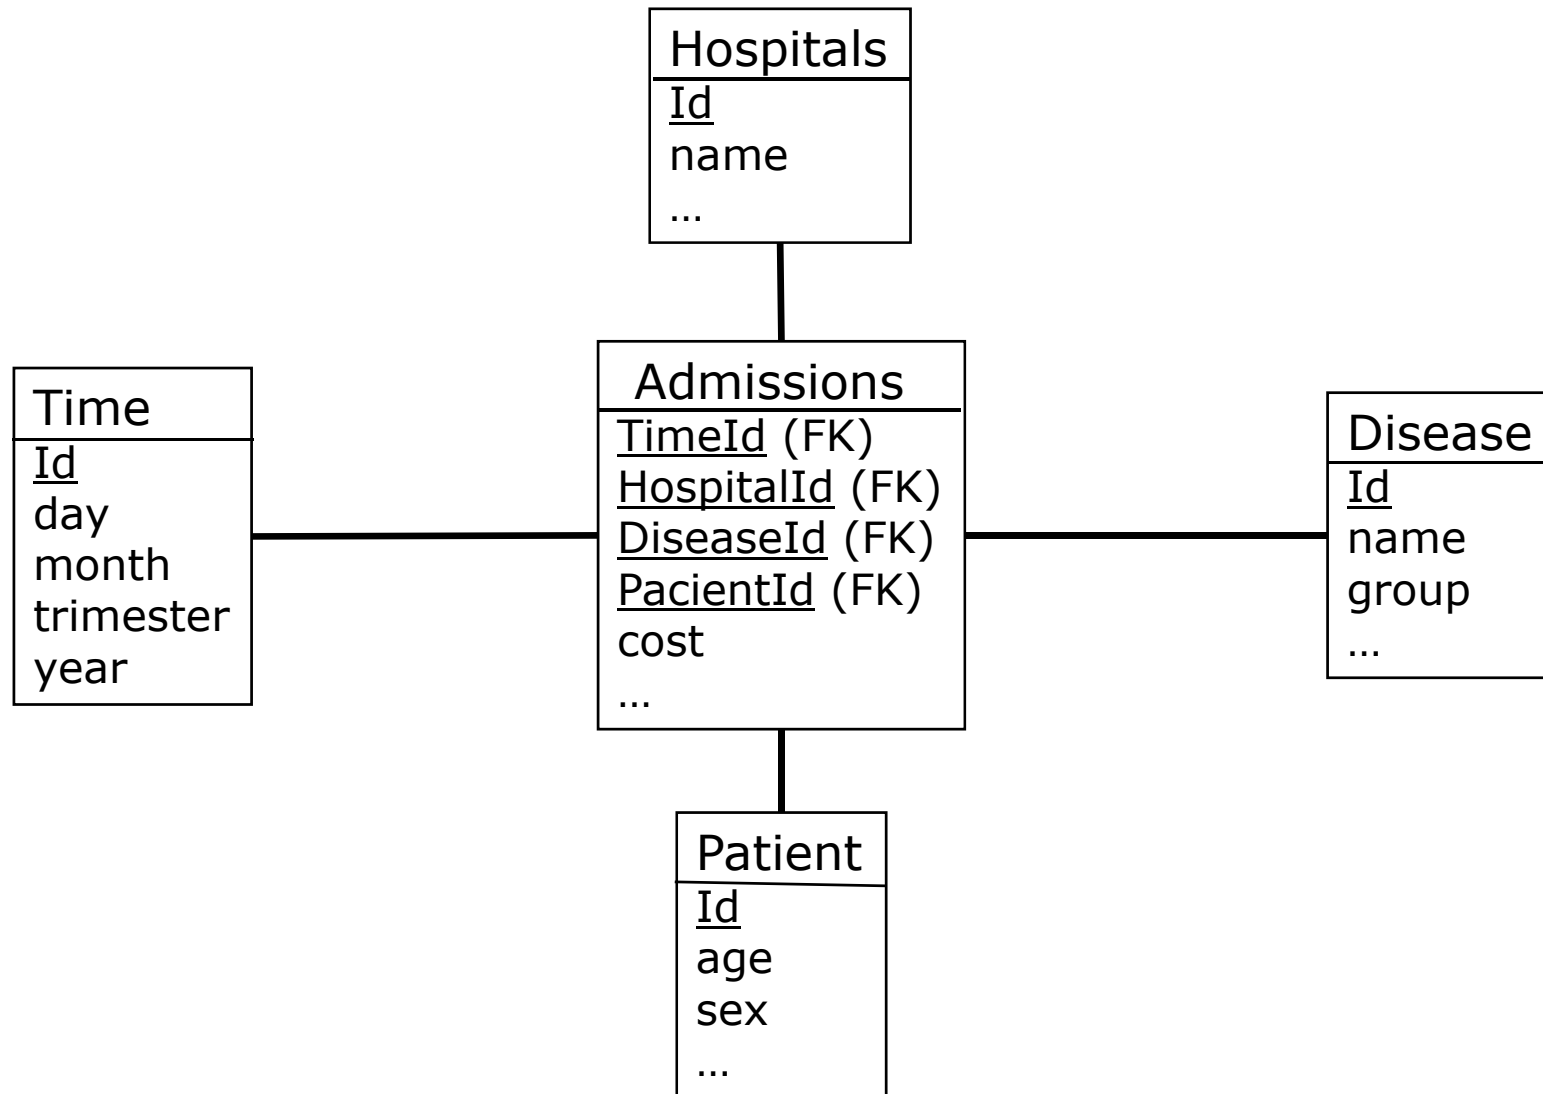 Hospitals
Id
name
...
Time
Id
day
month
trimester
year
Admissions
TimeId (FK)
HospitalId (FK)
DiseaseId (FK)
PacientId (FK)
cost
...
Disease
Id
name
group
...
Patient
Id
age
sex
...